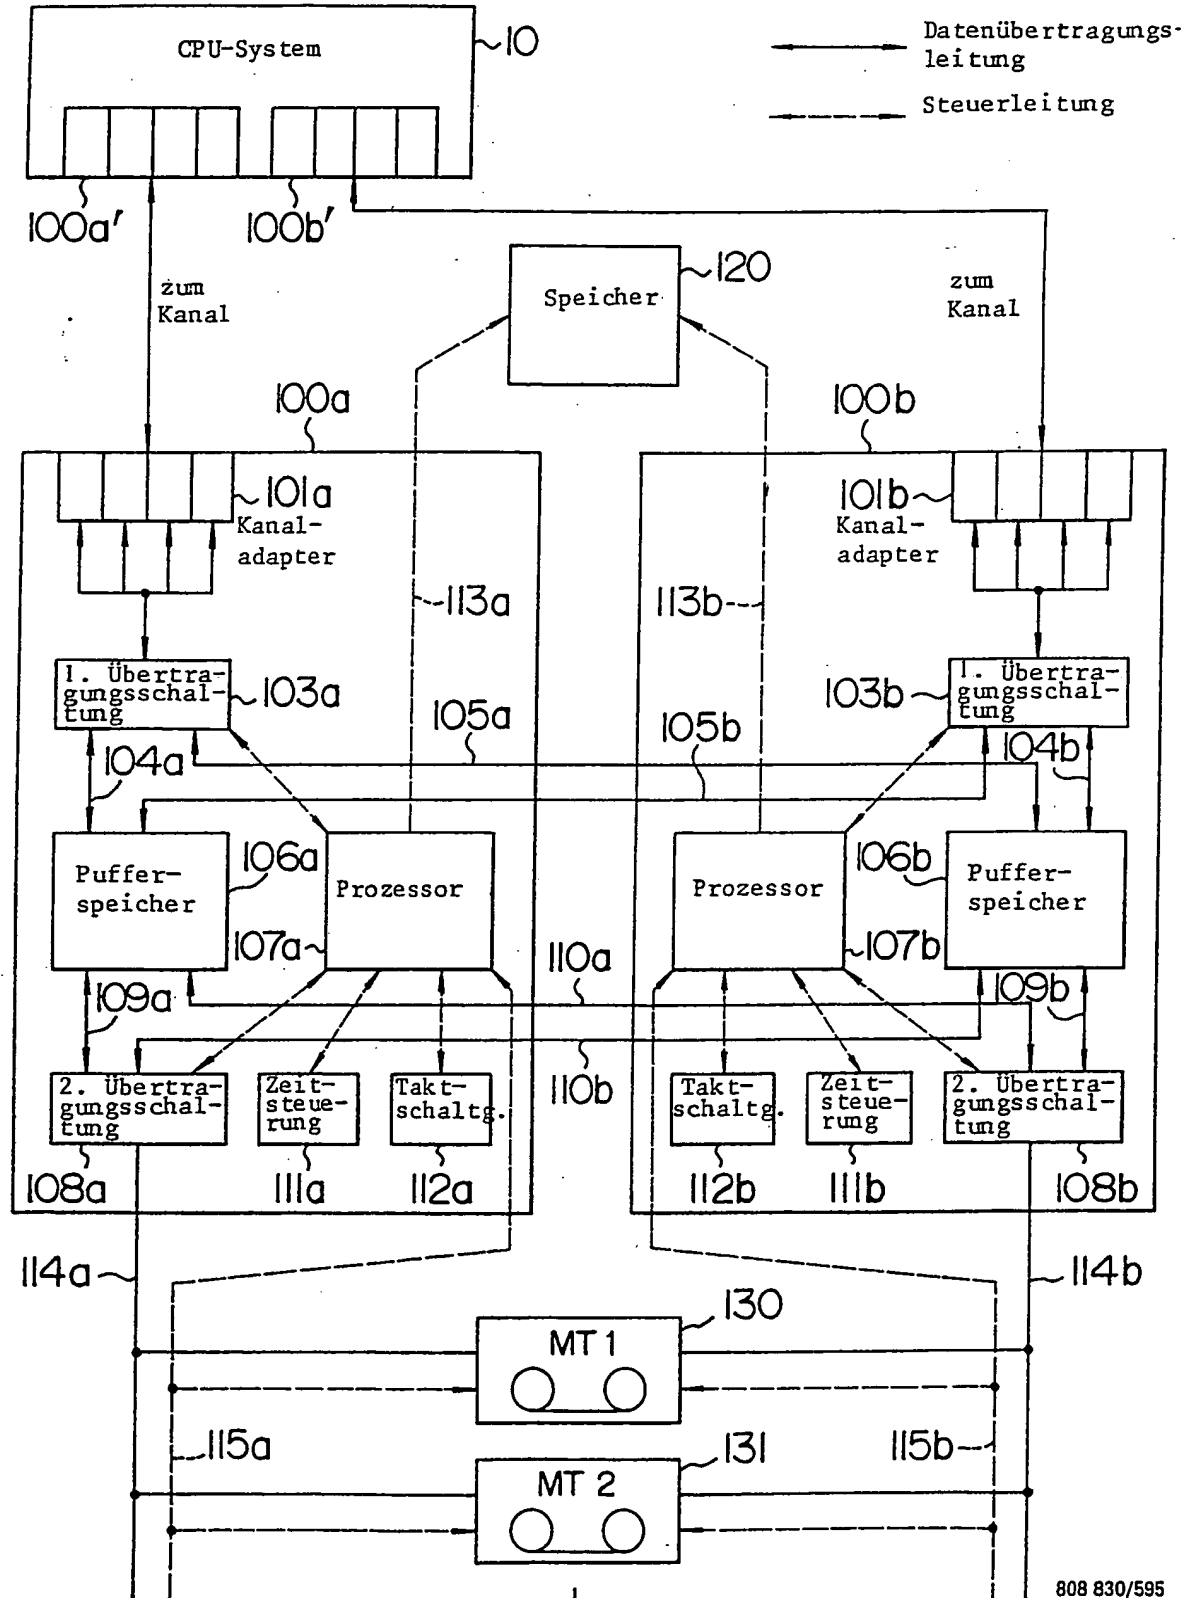 CPU-System
10
Datenübertragungs-
leitung
Steuerleitung
100a'
100b'
zum
Kanal
Speicher
120
zum
Kanal
100a
100b
101a
Kanal-
adapter
101b
Kanal-
adapter
113a
113b
1. Übertra-
gungsschal-
tung
103a
105a
105b
103b
1. Übertra-
gungsschal-
tung
104a
104b
Puffer-
speicher
106a
Prozessor
107a
Prozessor
107b
106b
Puffer-
speicher
109a
110a
109b
110b
2. Übertra-
gungsschal-
tung
Zeit-
steue-
rung
Takt-
schaltg.
Takt-
schaltg.
Zeit-
steue-
rung
2. Übertra-
gungsschal-
tung
108a
111a
112a
112b
111b
108b
114a
114b
MT 1
130
115a
MT 2
131
115b
808 830/595